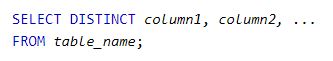 SELECT DISTINCT column1, column2, ...
FROM table_name;